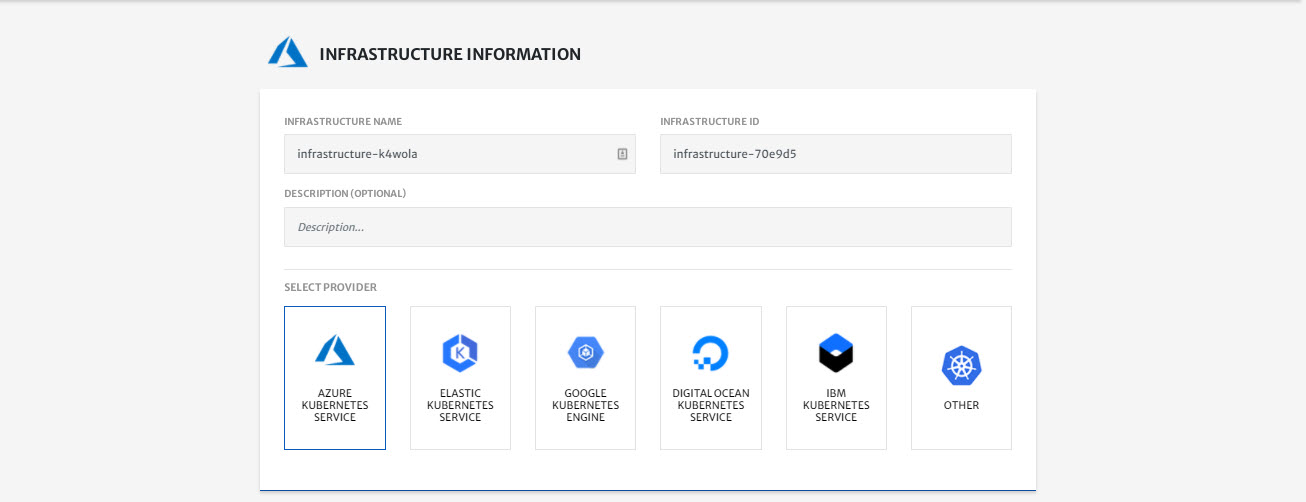 INFRASTRUCTURE INFORMATION
INFRASTRUCTURE NAME
infrastructure-k4wola
INFRASTRUCTURE ID
infrastructure-70e9d5
DESCRIPTION (OPTIONAL)
Description...
SELECT PROVIDER
AZURE
KUBERNETES
SERVICE
ELASTIC
KUBERNETES
SERVICE
GOOGLE
KUBERNETES
ENGINE
DIGITAL OCEAN
KUBERNETES
SERVICE
IBM
KUBERNETES
SERVICE
OTHER